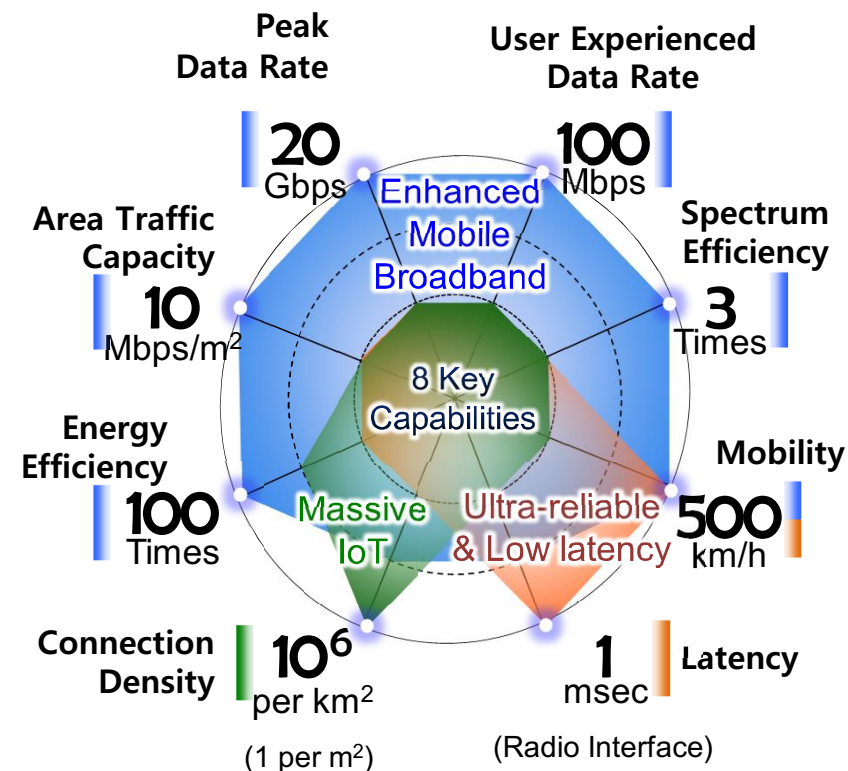 Peak
Data Rate
20
Gbps
User Experienced
Data Rate
100
Mbps
Area Traffic
Capacity
10
Mbps/m²
Enhanced
Mobile
Broadband
Spectrum
Efficiency
3
Times
8 Key
Capabilities
Energy
Efficiency
100
Times
Massive
IoT
Ultra-reliable
& Low latency
Mobility
500
km/h
Connection
Density
10⁶
per km²
(1 per m²)
1
msec
Latency
(Radio Interface)